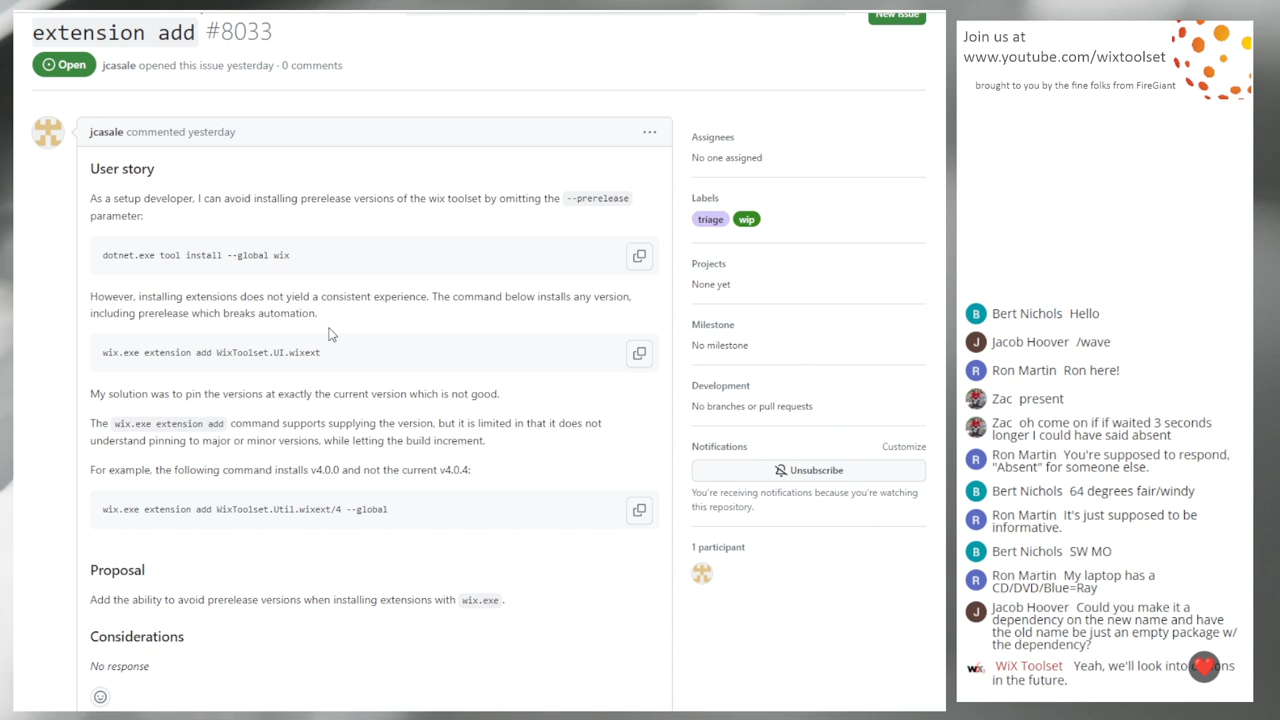 New issue
extension add #8033
Open
jcasale opened this issue yesterday · 0 comments
jcasale commented yesterday
User story
As a setup developer, I can avoid installing prerelease versions of the wix toolset by omitting the --prerelease
parameter:
dotnet.exe tool install --global wix
However, installing extensions does not yield a consistent experience. The command below installs any version,
including prerelease which breaks automation.
wix.exe extension add WixToolset.UI.wixext
My solution was to pin the versions at exactly the current version which is not good.
The wix.exe extension add command supports supplying the version, but it is limited in that it does not
understand pinning to major or minor versions, while letting the build increment.
For example, the following command installs v4.0.0 and not the current v4.0.4:
wix.exe extension add WixToolset.Util.wixext/4 --global
Proposal
Add the ability to avoid prerelease versions when installing extensions with wix.exe.
Considerations
No response
Assignees
No one assigned
Labels
triage wip
Projects
None yet
Milestone
No milestone
Development
No branches or pull requests
Notifications Customize
Unsubscribe
You're receiving notifications because you're watching
this repository.
1 participant
Join us at
www.youtube.com/wixtoolset
brought to you by the fine folks from FireGiant
B Bert Nichols Hello
J Jacob Hoover /wave
R Ron Martin Ron here!
Zac present
Zac oh come on if if waited 3 seconds
longer I could have said absent
R Ron Martin You're supposed to respond,
"Absent" for someone else.
B Bert Nichols 64 degrees fair/windy
R Ron Martin It's just supposed to be
informative.
B Bert Nichols SW MO
R Ron Martin My laptop has a
CD/DVD/Blue=Ray
J Jacob Hoover Could you make it a
dependency on the new name and have
the old name be just an empty package w/
the dependency?
WiX WiX Toolset Yeah, we'll look into
in the future.